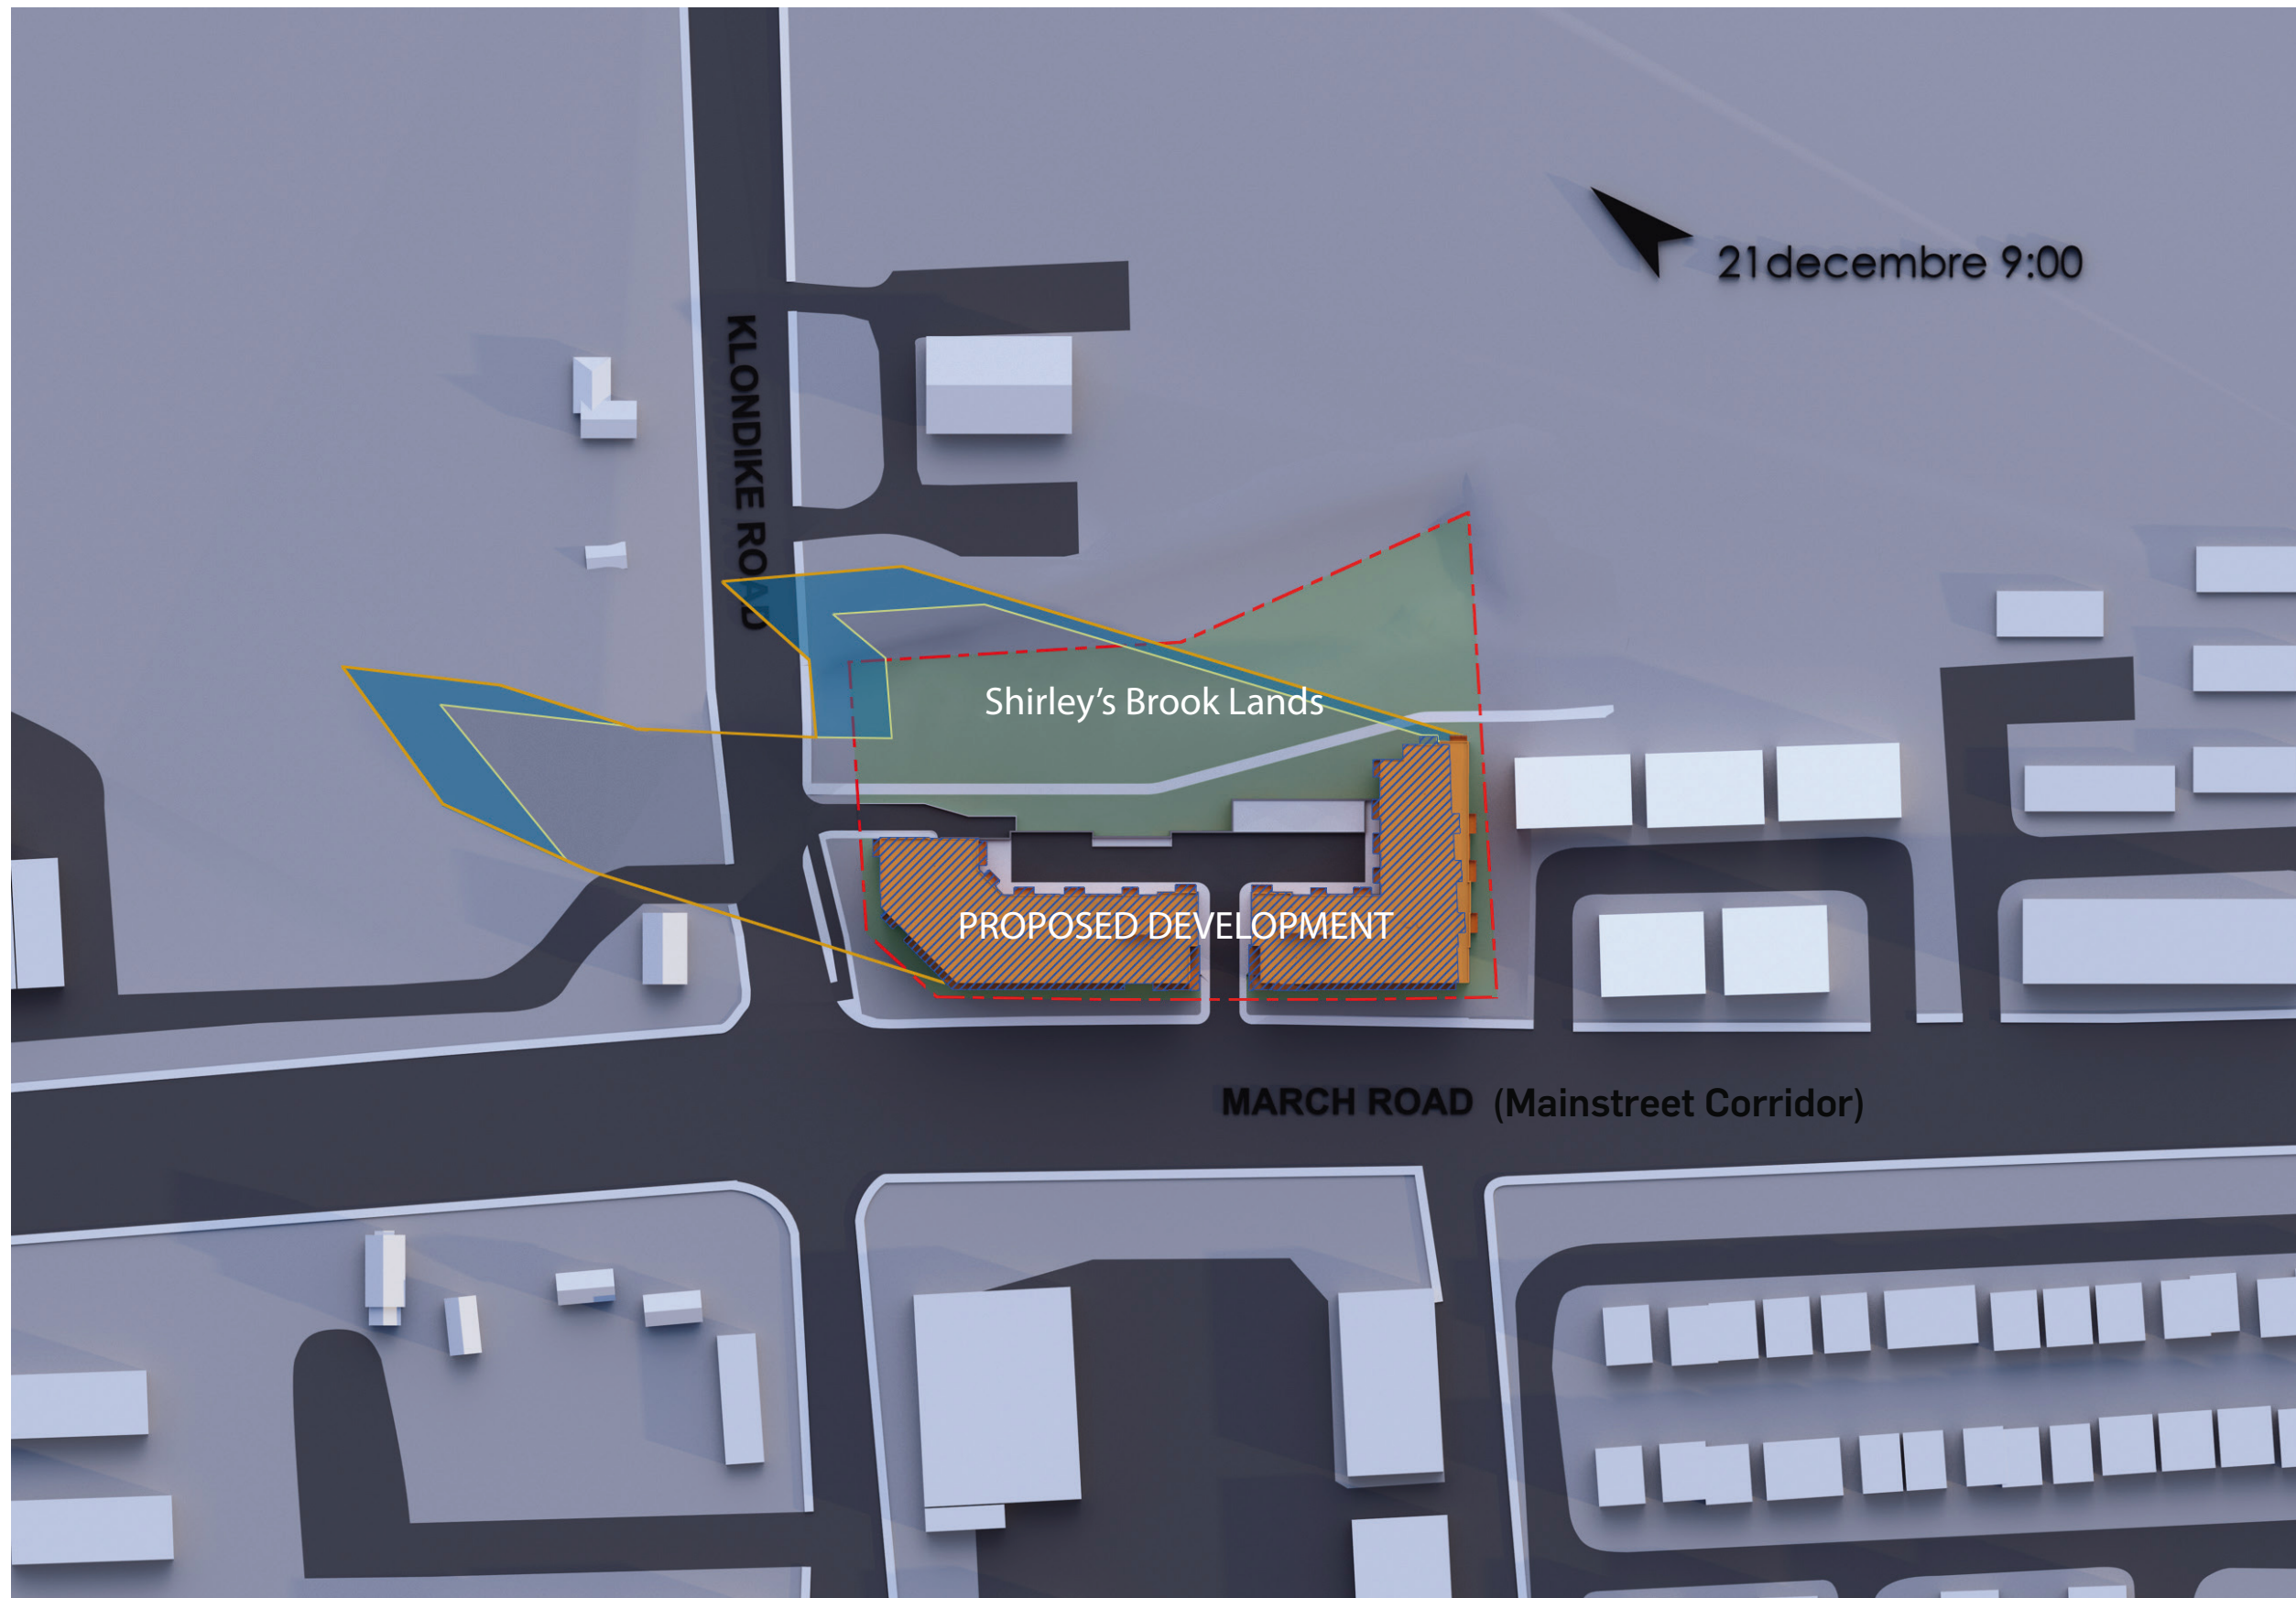 21decembre 9:00
KLONDIKE ROAD
Shirley's Brook Lands
PROPOSED DEVELOPMENT
MARCH ROAD (Mainstreet Corridor)